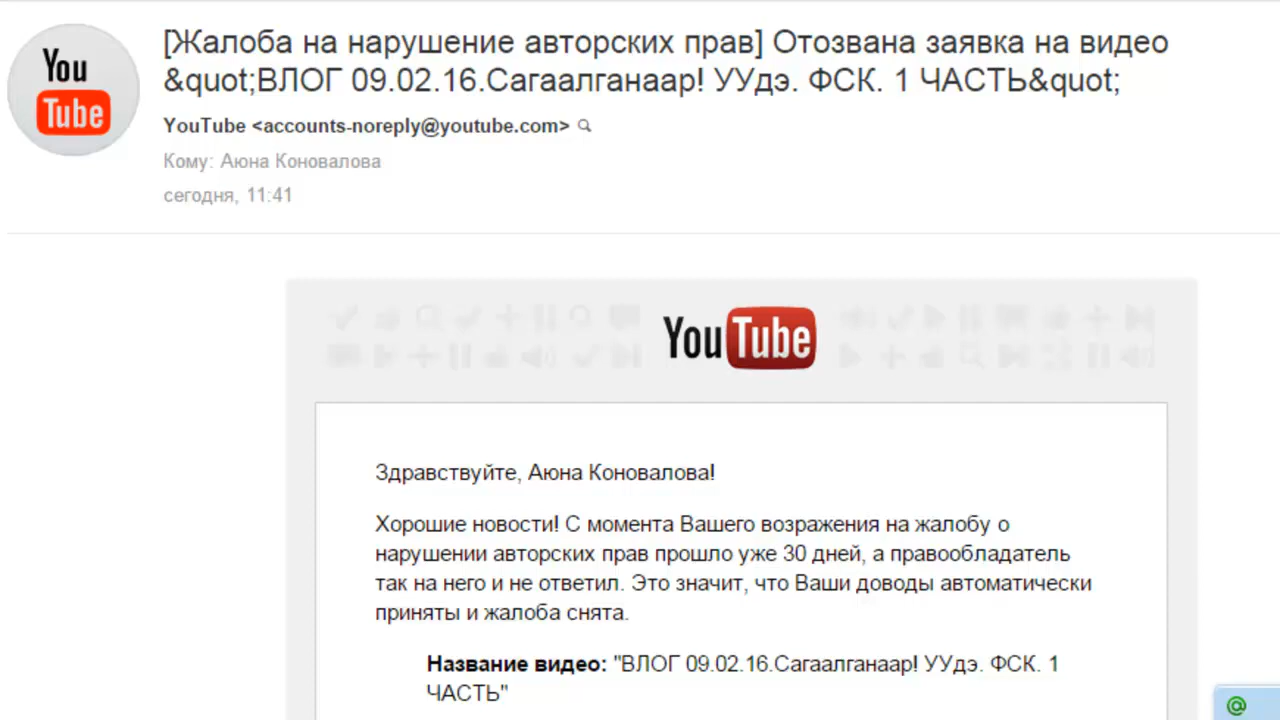 You
Tube
[Жалоба на нарушение авторских прав] Отозвана заявка на видео
&quot;ВЛОГ 09.02.16.Сагаалганаар! УУдэ. ФСК. 1 ЧАСТЬ&quot;
YouTube <accounts-noreply@youtube.com>
Кому: Аюна Коновалова
сегодня, 11:41
YouTube
Здравствуйте, Аюна Коновалова!
Хорошие новости! С момента Вашего возражения на жалобу о
нарушении авторских прав прошло уже 30 дней, а правообладатель
так на него и не ответил. Это значит, что Ваши доводы автоматически
приняты и жалоба снята.
Название видео: "ВЛОГ 09.02.16.Сагаалганаар! УУдэ. ФСК. 1
ЧАСТЬ"
@